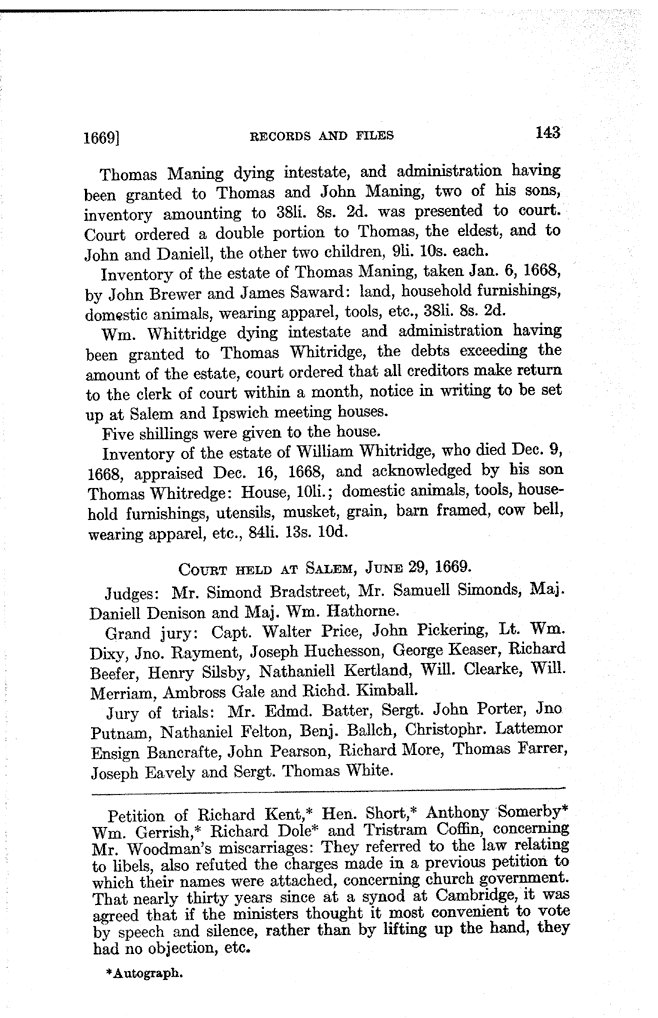 1669] RECORDS AND FILES 143
Thomas Maning dying intestate, and administration having
been granted to Thomas and John Maning, two of his sons,
inventory amounting to 38li. 8s. 2d. was presented to court.
Court ordered a double portion to Thomas, the eldest, and to
John and Daniell, the other two children, 9li. 10s. each.
Inventory of the estate of Thomas Maning, taken Jan. 6, 1668,
by John Brewer and James Saward: land, household furnishings,
domestic animals, wearing apparel, tools, etc., 38li. 8s. 2d.
Wm. Whittridge dying intestate and administration having
been granted to Thomas Whitridge, the debts exceeding the
amount of the estate, court ordered that all creditors make return
to the clerk of court within a month, notice in writing to be set
up at Salem and Ipswich meeting houses.
Five shillings were given to the house.
Inventory of the estate of William Whitridge, who died Dec. 9,
1668, appraised Dec. 16, 1668, and acknowledged by his son
Thomas Whitredge: House, 10li.; domestic animals, tools, house-
hold furnishings, utensils, musket, grain, barn framed, cow bell,
wearing apparel, etc., 84li. 13s. 10d.
COURT HELD AT SALEM, JUNE 29, 1669.
Judges: Mr. Simond Bradstreet, Mr. Samuell Simonds, Maj.
Daniell Denison and Maj. Wm. Hathorne.
Grand jury: Capt. Walter Price, John Pickering, Lt. Wm.
Dixy, Jno. Rayment, Joseph Huchesson, George Keaser, Richard
Beefer, Henry Silsby, Nathaniell Kertland, Will. Clearke, Will.
Merriam, Ambross Gale and Richd. Kimball.
Jury of trials: Mr. Edmd. Batter, Sergt. John Porter, Jno
Putnam, Nathaniel Felton, Benj. Ballch, Christophr. Lattemor
Ensign Bancrafte, John Pearson, Richard More, Thomas Farrer,
Joseph Eavely and Sergt. Thomas White.
Petition of Richard Kent,* Hen. Short,* Anthony Somerby*
Wm. Gerrish,* Richard Dole* and Tristram Coffin, concerning
Mr. Woodman's miscarriages: They referred to the law relating
to libels, also refuted the charges made in a previous petition to
which their names were attached, concerning church government.
That nearly thirty years since at a synod at Cambridge, it was
agreed that if the ministers thought it most convenient to vote
by speech and silence, rather than by lifting up the hand, they
had no objection, etc.
*Autograph.